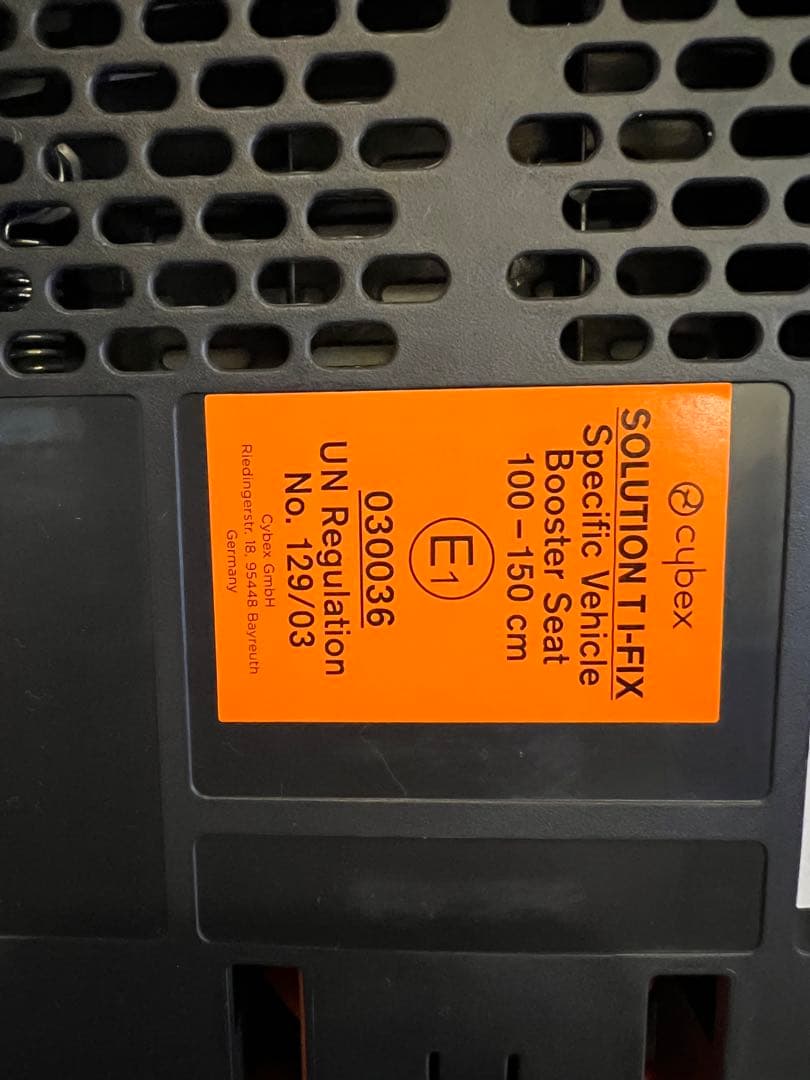 cybex
SOLUTION T I-FIX
Specific Vehicle
Booster Seat
100-150 cm
E1
030036
UN Regulation
No. 129/03
Cybex GmbH
Riedingerstr. 18, 95448 Bayreuth
Germany